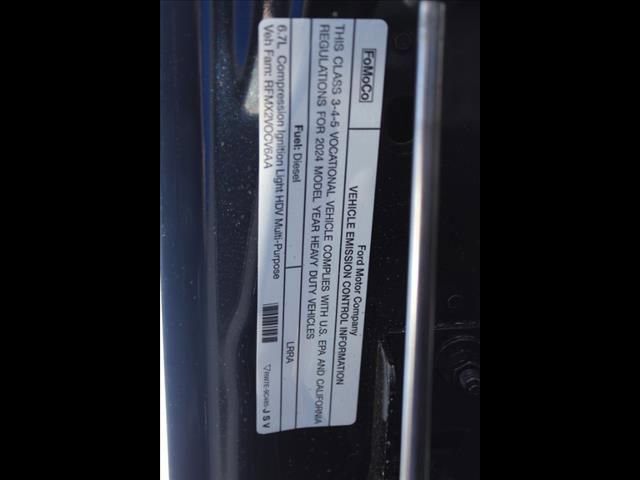 FoMoCo
Ford Motor Company
VEHICLE EMISSION CONTROL INFORMATION
THIS CLASS 3-4-5 VOCATIONAL VEHICLE COMPLIES WITH U.S. EPA AND CALIFORNIA
REGULATIONS FOR 2024 MODEL YEAR HEAVY DUTY VEHICLES
Fuel: Diesel
LRRA
6.7L Compression Ignition Light HDV Multi-Purpose
Veh Fam: RFMX2VOCV6AA
JSV